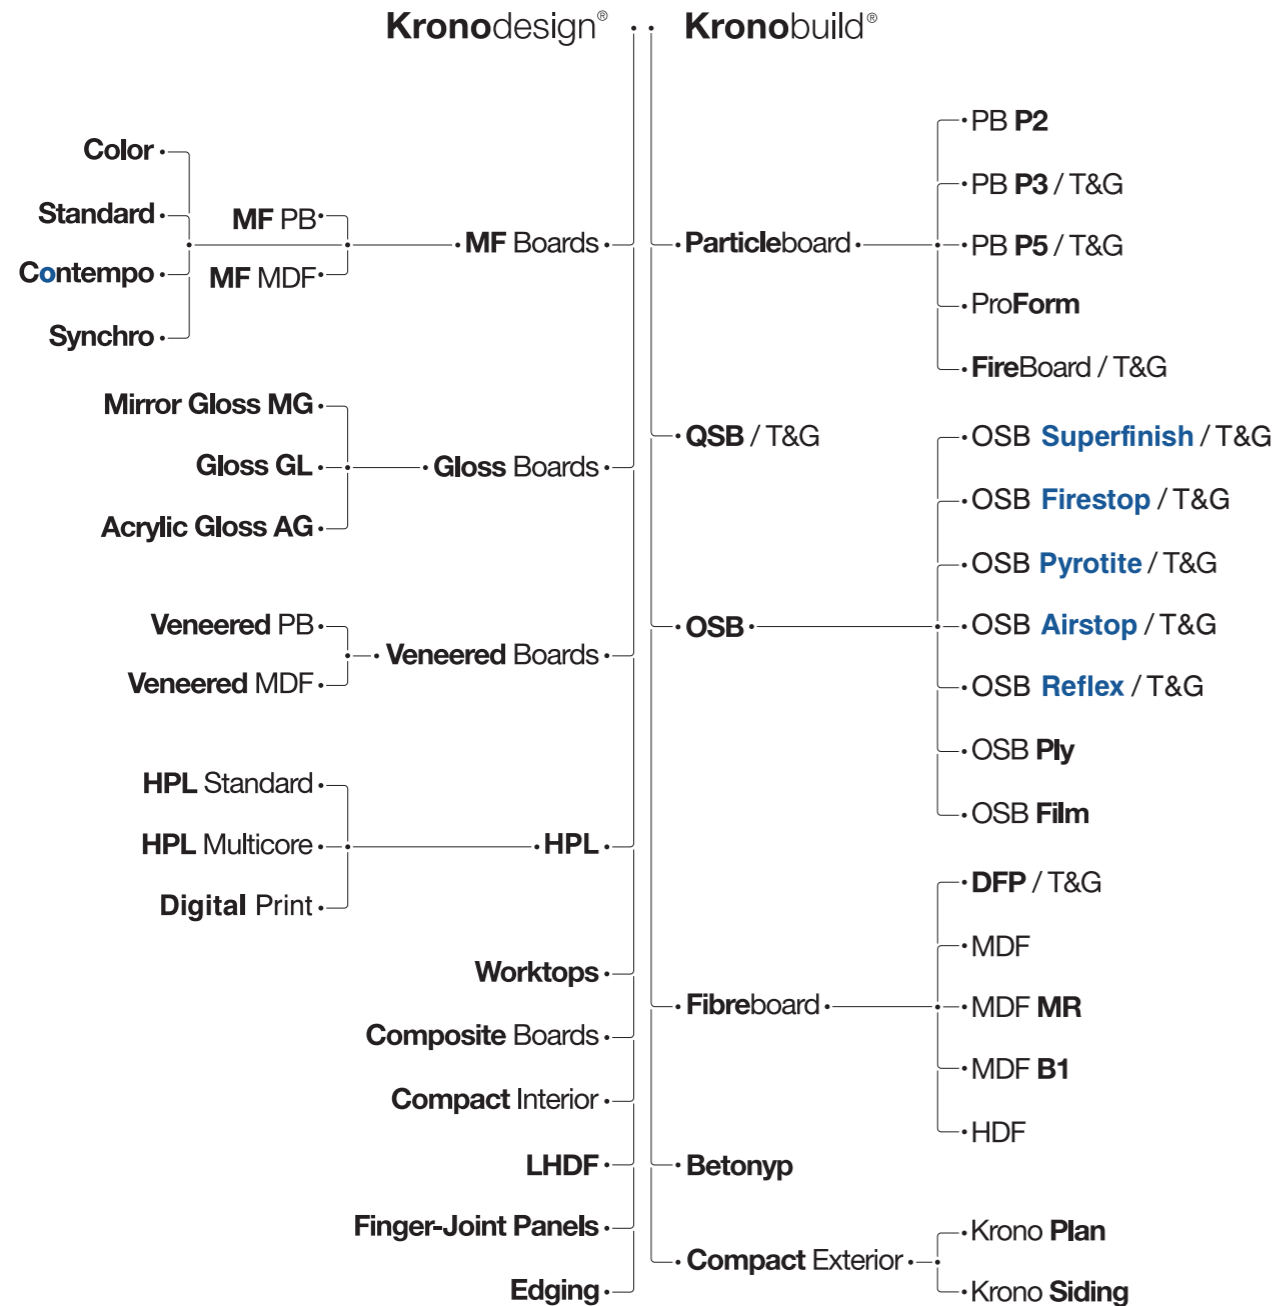 Kronodesign®
Color
Standard
Contempo
Synchro
MF PB
MF MDF
MF Boards
Mirror Gloss MG
Gloss GL
Acrylic Gloss AG
Gloss Boards
Veneered PB
Veneered MDF
Veneered Boards
HPL Standard
HPL Multicore
Digital Print
HPL
Worktops
Composite Boards
Compact Interior
LHDF
Finger-Joint Panels
Edging
Kronobuild®
Particleboard
PB P2
PB P3 / T&G
PB P5 / T&G
ProForm
FireBoard / T&G
QSB / T&G
OSB
OSB Superfinish / T&G
OSB Firestop / T&G
OSB Pyrotite / T&G
OSB Airstop / T&G
OSB Reflex / T&G
OSB Ply
OSB Film
Fibreboard
DFP / T&G
MDF
MDF MR
MDF B1
HDF
Betonyp
Compact Exterior
Krono Plan
Krono Siding